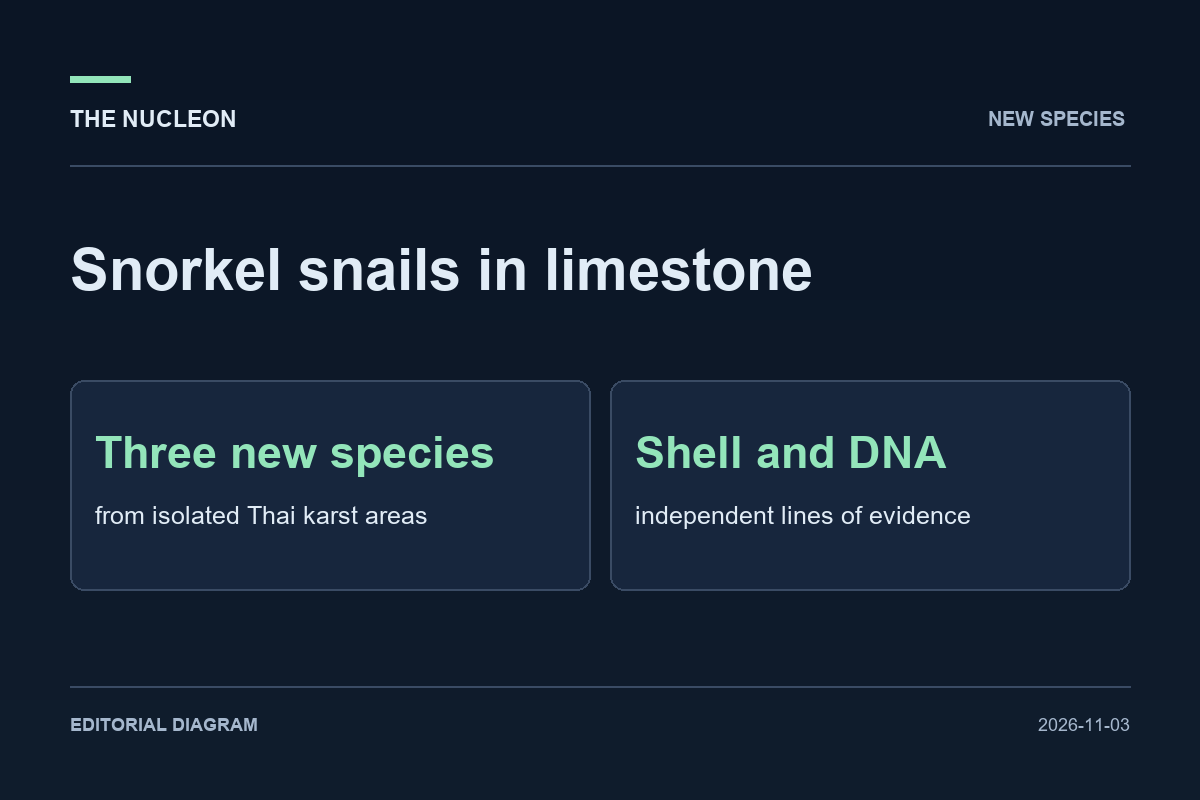 THE NUCLEON
NEW SPECIES
Snorkel snails in limestone
Three new species
from isolated Thai karst areas
Shell and DNA
independent lines of evidence
EDITORIAL DIAGRAM
2026-11-03